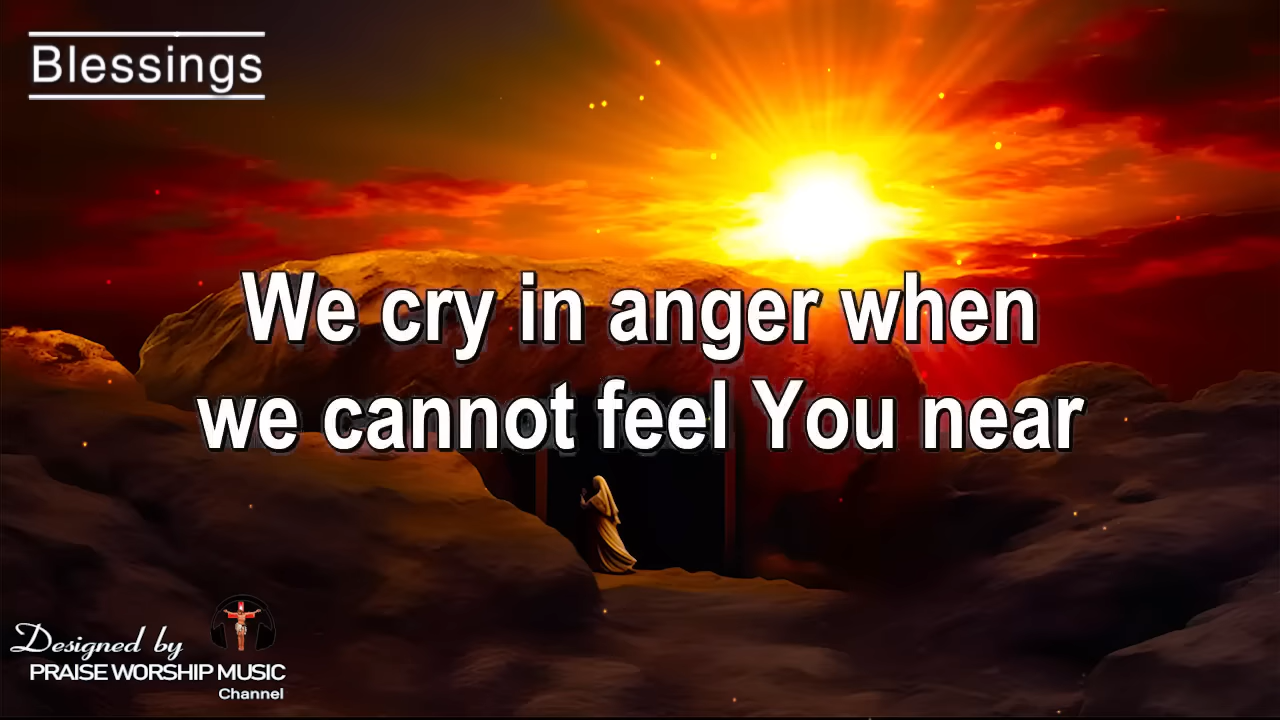 Blessings
We cry in anger when
we cannot feel You near
Designed by
PRAISE WORSHIP MUSIC
Channel